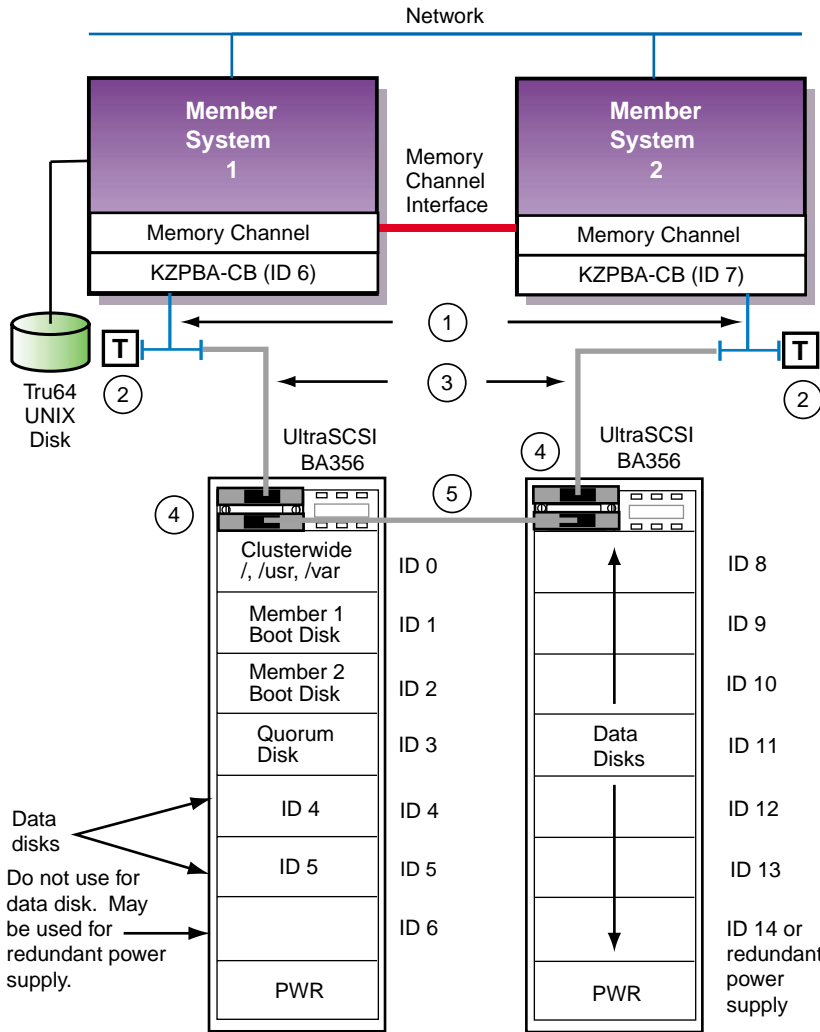 Network
Member
System
1
Memory Channel
KZPBA-CB (ID 6)
Memory
Channel
Interface
Member
System
2
Memory Channel
KZPBA-CB (ID 7)
1
T
2
3
T
2
Tru64
UNIX
Disk
UltraSCSI
BA356
4
5
4
UltraSCSI
BA356
Clusterwide
/, /usr, /var
ID 0
Member 1
Boot Disk
ID 1
Member 2
Boot Disk
ID 2
Quorum
Disk
ID 3
ID 4
ID 4
ID 5
ID 5
ID 6
PWR
Data
disks
Do not use for
data disk. May
be used for
redundant power
supply.
ID 8
ID 9
ID 10
Data
Disks
ID 11
ID 12
ID 13
ID 14 or
redundant
power
supply
PWR